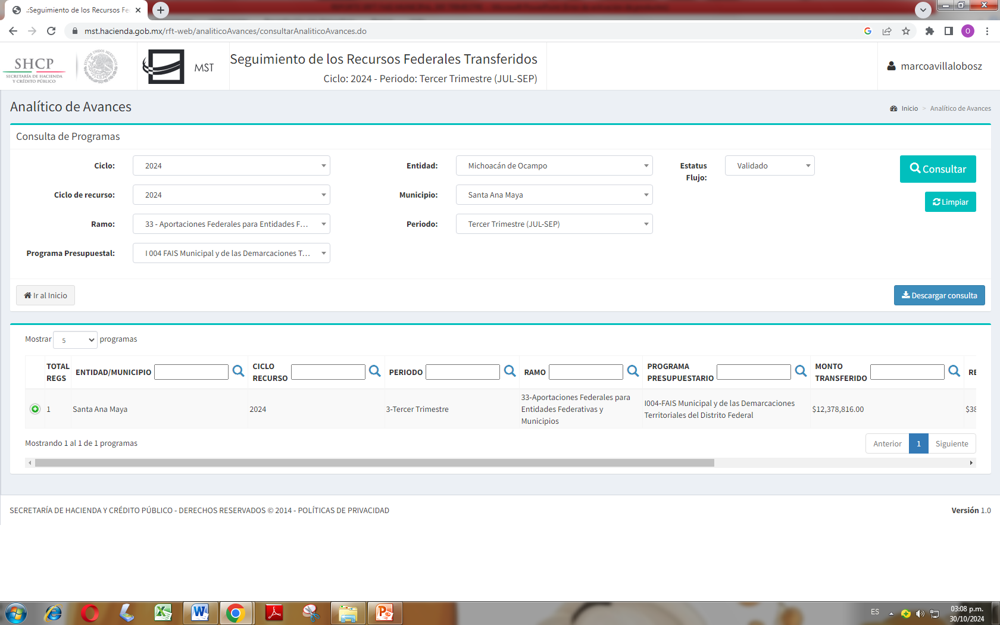 .:Seguimiento de los Recursos Fe
mst.hacienda.gob.mx/rft-web/analiticoAvances/consultarAnaliticoAvances.do
O
SHCP
SECRETARÍA DE HACIENDA
Y CRÉDITO PÚBLICO
MST
Seguimiento de los Recursos Federales Transferidos
Ciclo: 2024 - Periodo: Tercer Trimestre (JUL-SEP)
marcoavillalobosz
Analítico de Avances
Inicio > Analítico de Avances
Consulta de Programas
Ciclo: 2024 Entidad: Michoacán de Ocampo Estatus Flujo: Validado Consultar
Ciclo de recurso: 2024 Municipio: Santa Ana Maya Limpiar
Ramo: 33 - Aportaciones Federales para Entidades F... Periodo: Tercer Trimestre (JUL-SEP)
Programa Presupuestal: I 004 FAIS Municipal y de las Demarcaciones T...
Ir al Inicio Descargar consulta
Mostrar 5 programas
TOTAL REGS ENTIDAD/MUNICIPIO CICLO RECURSO PERIODO RAMO PROGRAMA PRESUPUESTARIO MONTO TRANSFERIDO RE
1 Santa Ana Maya 2024 3-Tercer Trimestre 33-Aportaciones Federales para Entidades Federativas y Municipios I004-FAIS Municipal y de las Demarcaciones Territoriales del Distrito Federal $12,378,816.00 $38
Mostrando 1 al 1 de 1 programas
Anterior 1 Siguiente
SECRETARÍA DE HACIENDA Y CRÉDITO PÚBLICO - DERECHOS RESERVADOS © 2014 - POLÍTICAS DE PRIVACIDAD
Versión 1.0
ES
03:08 p.m.
30/10/2024